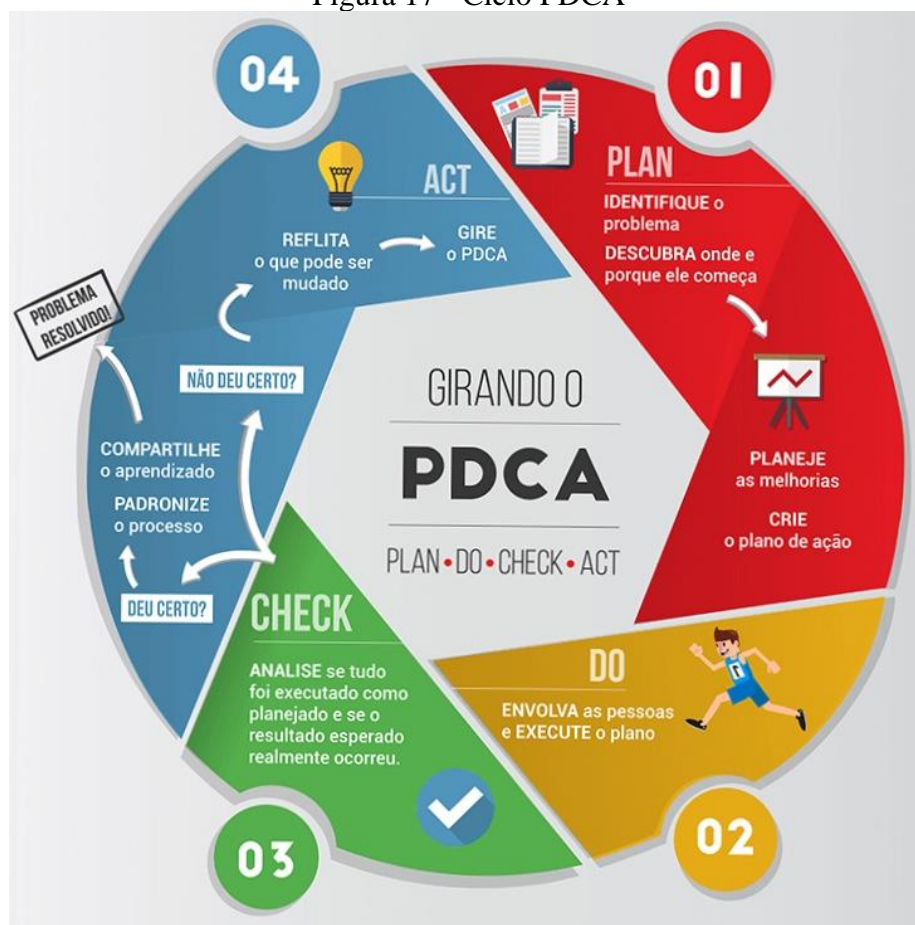 Figura 17 - Ciclo PDCA
01
PLAN
IDENTIFIQUE o
problema
DESCUBRA onde e
porque ele começa
PLANEJE
as melhorias
CRIE
o plano de ação
02
DO
ENVOLVA as pessoas
e EXECUTE o plano
03
CHECK
ANALISE se tudo
foi executado como
planejado e se o
resultado esperado
realmente ocorreu.
04
ACT
DEU CERTO?
PADRONIZE
o processo
COMPARTILHE
o aprendizado
PROBLEMA
RESOLVIDO!
NÃO DEU CERTO?
REFLITA
o que pode ser
mudado
GIRE
o PDCA
GIRANDO O
PDCA
PLAN•DO•CHECK•ACT